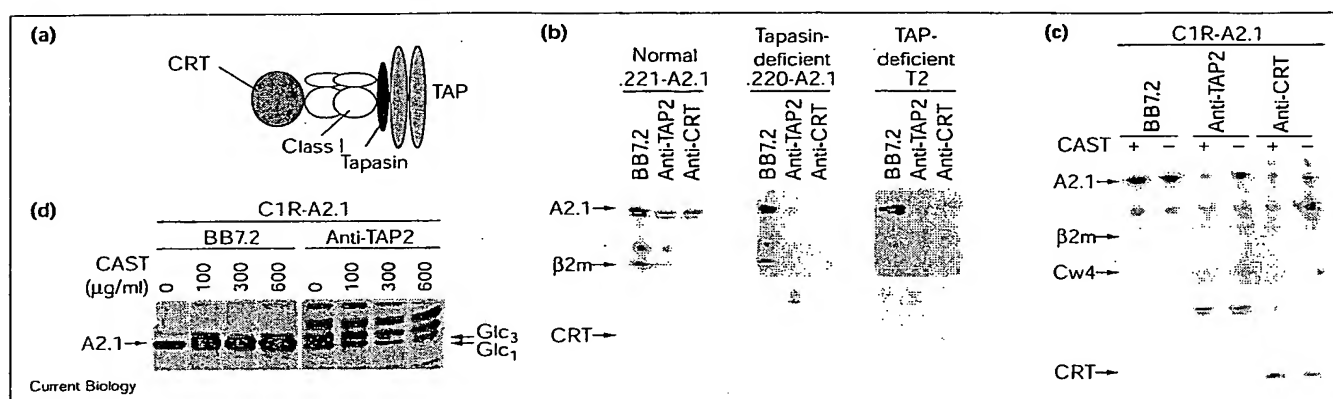 (a)
CRT
TAP
Class I
Tapasin
(b)
Normal
.221-A2.1
Tapasin-
deficient
.220-A2.1
TAP-
deficient
T2
BB7.2
Anti-TAP2
Anti-CRT
BB7.2
Anti-TAP2
Anti-CRT
BB7.2
Anti-TAP2
Anti-CRT
A2.1
β2m
CRT
(c)
C1R-A2.1
BB7.2
Anti-TAP2
Anti-CRT
CAST + − + − + −
A2.1
β2m
Cw4
CRT
(d)
C1R-A2.1
BB7.2 Anti-TAP2
CAST
(µg/ml)
0 100 300 600 0 100 300 600
A2.1
Glc3
Glc1
Current Biology